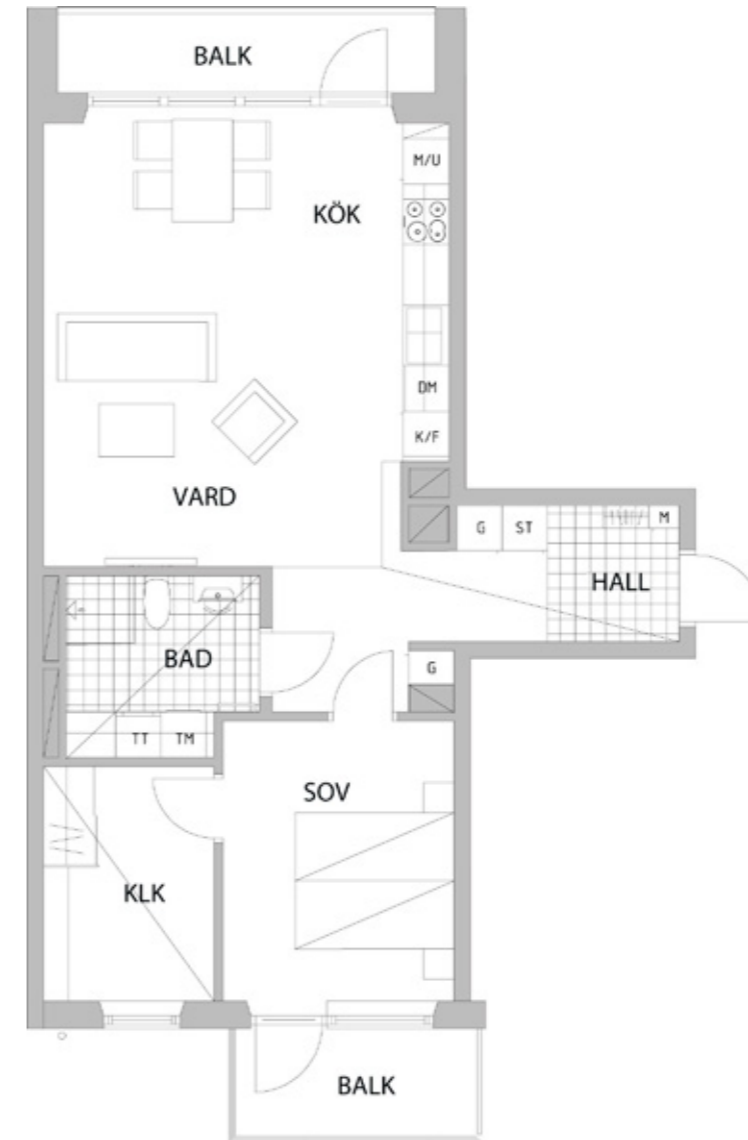 BALK
M/U
KÖK
DM
K/F
VARD
G ST M
HALL
BAD
G
TT TM
SOV
KLK
BALK